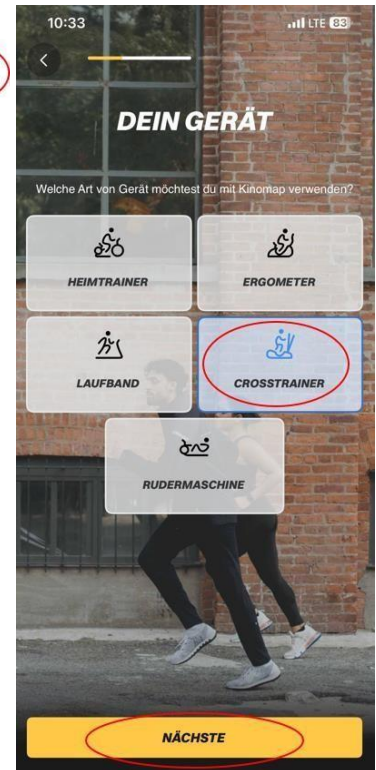 10:33
LTE 83
DEIN GERÄT
Welche Art von Gerät möchtest du mit Kinomap verwenden?
HEIMTRAINER
ERGOMETER
LAUFBAND
CROSSTRAINER
RUDERMASCHINE
NÄCHSTE